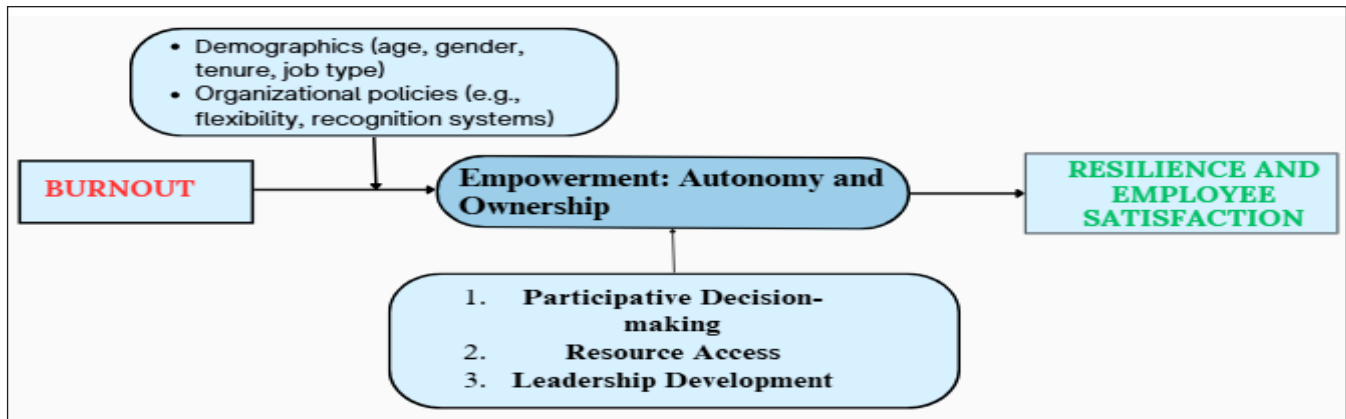 • Demographics (age, gender,
tenure, job type)
• Organizational policies (e.g.,
flexibility, recognition systems)
BURNOUT
Empowerment: Autonomy and
Ownership
RESILIENCE AND
EMPLOYEE
SATISFACTION
1. Participative Decision-
making
2. Resource Access
3. Leadership Development